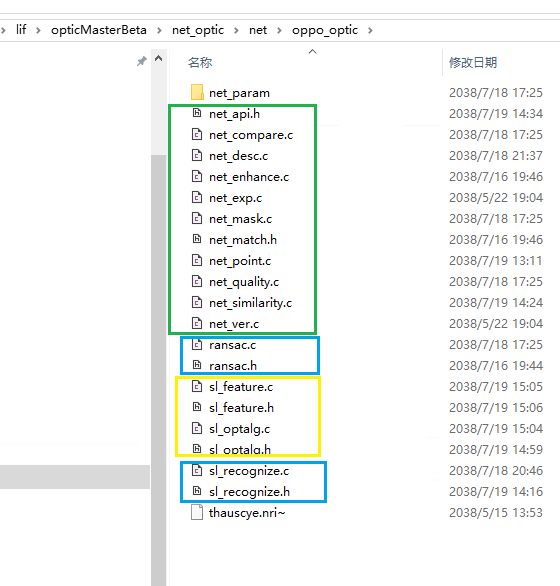 lif > opticMasterBeta > net_optic > net > oppo_optic >
名称 修改日期
net_param 2038/7/18 17:25
net_api.h 2038/7/19 14:34
net_compare.c 2038/7/18 17:25
net_desc.c 2038/7/18 21:37
net_enhance.c 2038/7/16 19:46
net_exp.c 2038/5/22 19:04
net_mask.c 2038/7/18 17:25
net_match.h 2038/7/16 19:46
net_point.c 2038/7/19 13:11
net_quality.c 2038/7/18 17:25
net_similarity.c 2038/7/19 14:24
net_ver.c 2038/5/22 19:04
ransac.c 2038/7/18 17:25
ransac.h 2038/7/16 19:44
sl_feature.c 2038/7/19 15:05
sl_feature.h 2038/7/19 15:06
sl_optalg.c 2038/7/19 15:04
sl_optalg.h 2038/7/19 14:59
sl_recognize.c 2038/7/18 20:46
sl_recognize.h 2038/7/19 14:16
thauscye.nri~ 2038/5/15 13:53